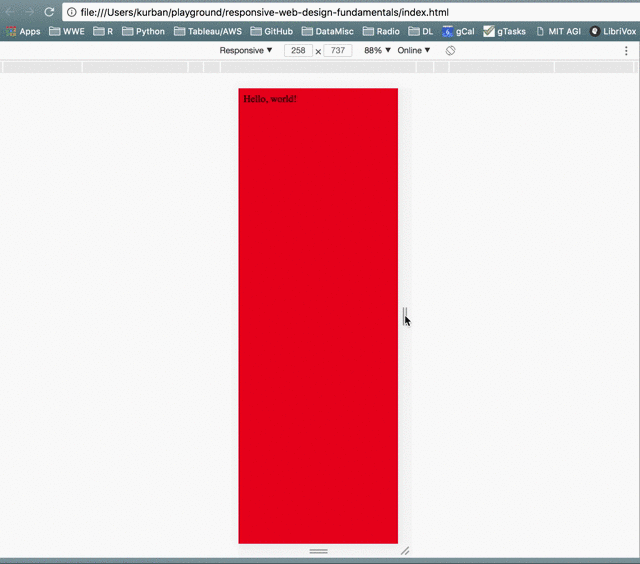 file:///Users/kurban/playground/responsive-web-design-fundamentals/index.html
Apps WWE R Python Tableau/AWS GitHub DataMisc Radio DL gCal gTasks MIT AGI LibriVox
Responsive ▼ 258 × 737 88% ▼ Online ▼
Hello, world!